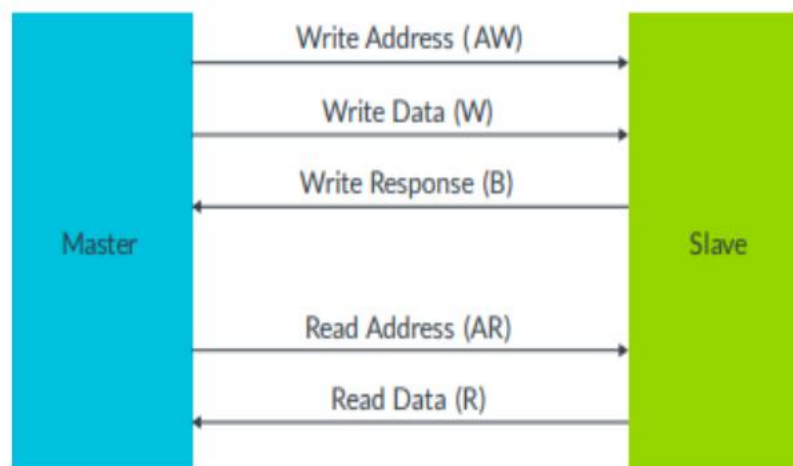 Write Address (AW)
Write Data (W)
Write Response (B)
Master
Slave
Read Address (AR)
Read Data (R)